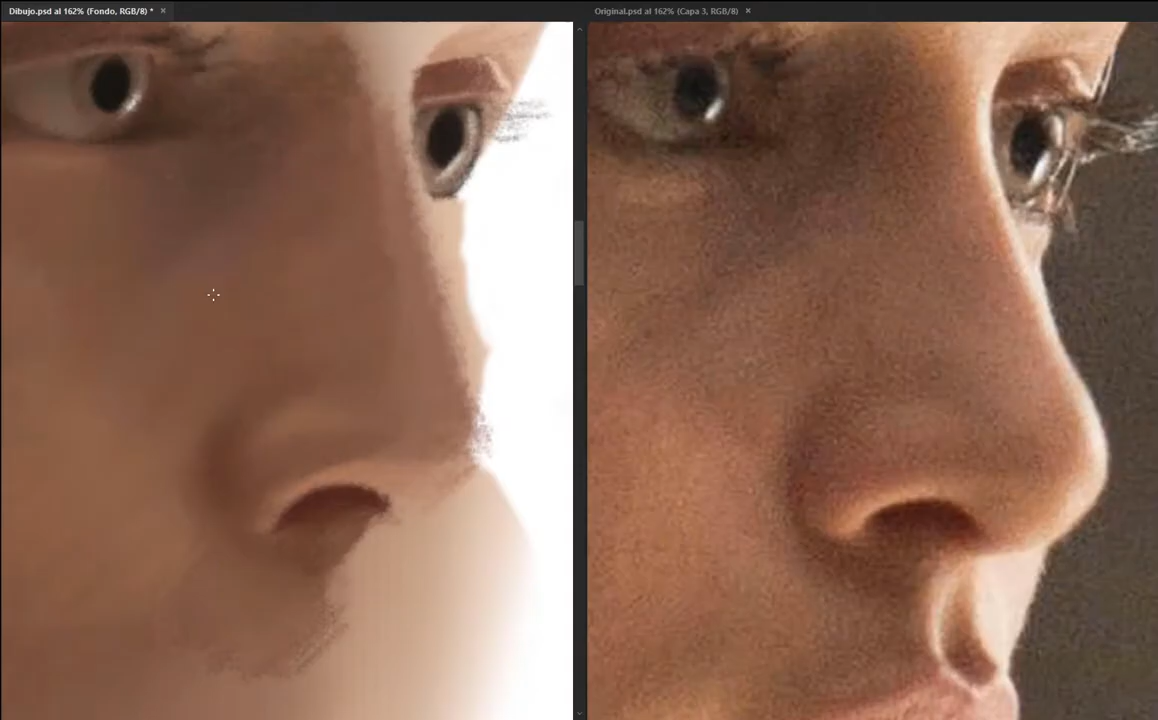 Dibujo.psd al 162% (Fondo, RGB/8) * ×
Original.psd al 162% (Capa 3, RGB/8) ×